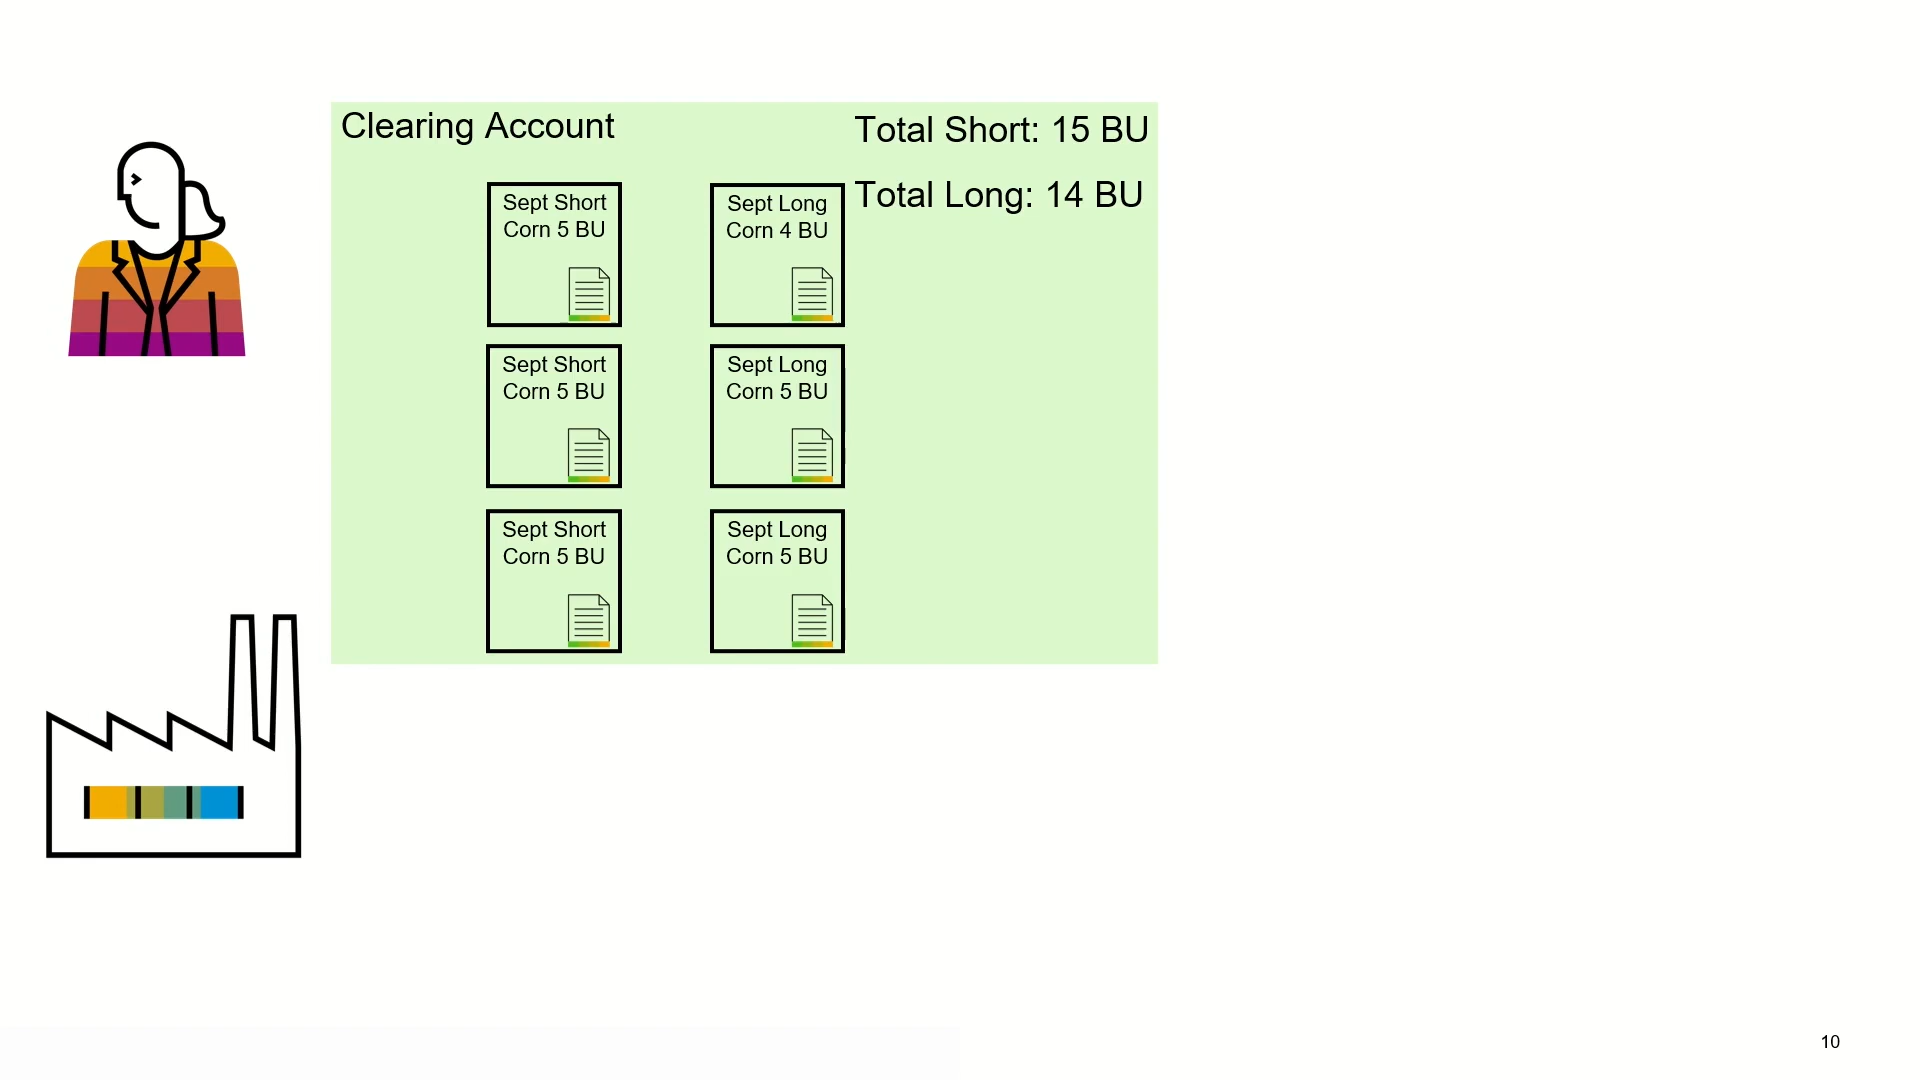 Clearing Account
Total Short: 15 BU
Total Long: 14 BU
Sept Short
Corn 5 BU
Sept Long
Corn 4 BU
Sept Short
Corn 5 BU
Sept Long
Corn 5 BU
Sept Short
Corn 5 BU
Sept Long
Corn 5 BU
10